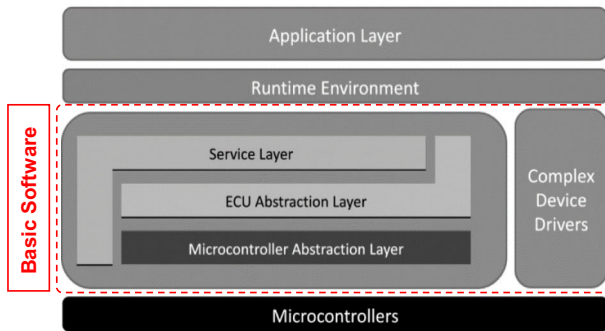 Application Layer
Runtime Environment
Basic Software
Service Layer
ECU Abstraction Layer
Microcontroller Abstraction Layer
Complex
Device
Drivers
Microcontrollers